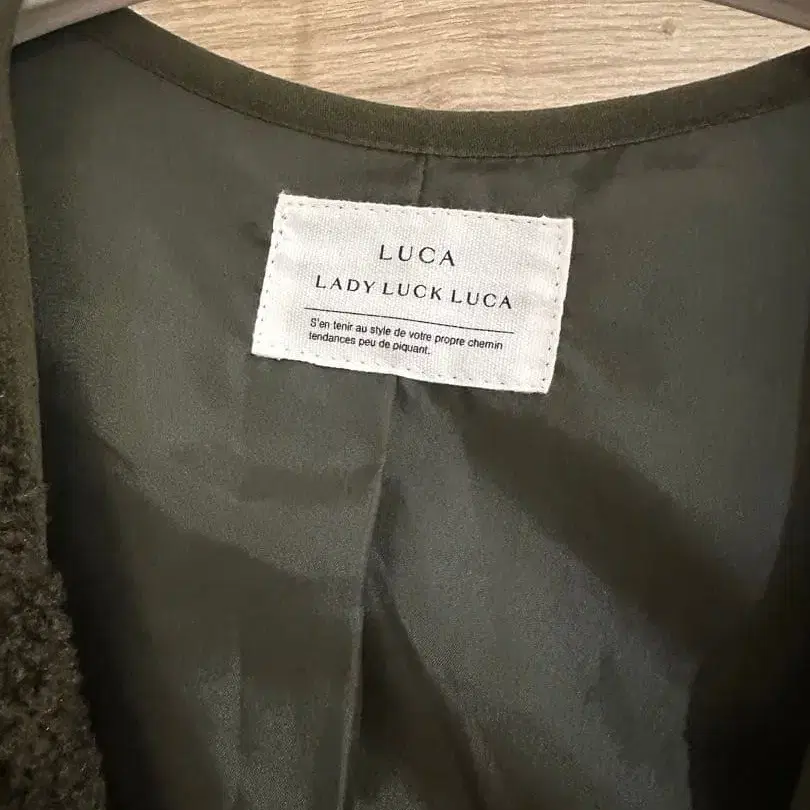 LUCA
LADY LUCK LUCA
S'en tenir au style de votre propre chemin
tendances peu de piquant.